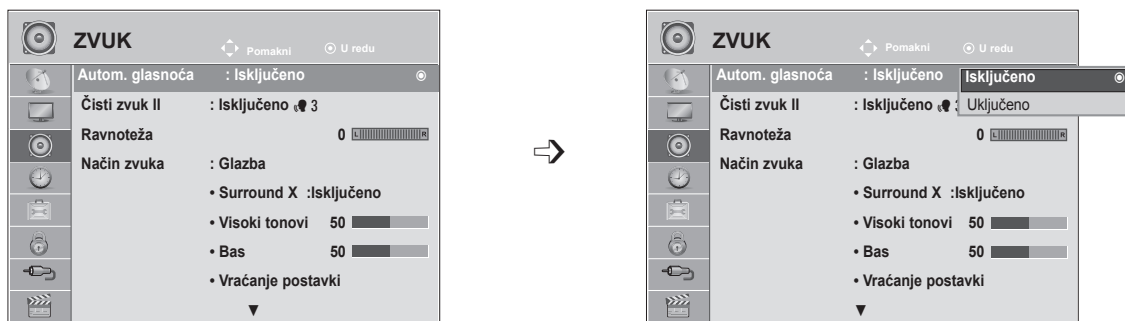 ZVUK
Pomakni
U redu
Autom. glasnoća : Isključeno
Čisti zvuk II : Isključeno 3
Ravnoteža 0 L R
Način zvuka : Glazba
• Surround X :Isključeno
• Visoki tonovi 50
• Bas 50
• Vraćanje postavki
ZVUK
Pomakni
U redu
Autom. glasnoća : Isključeno
Isključeno
Čisti zvuk II : Isključeno
Uključeno
Ravnoteža 0 L R
Način zvuka : Glazba
• Surround X :Isključeno
• Visoki tonovi 50
• Bas 50
• Vraćanje postavki